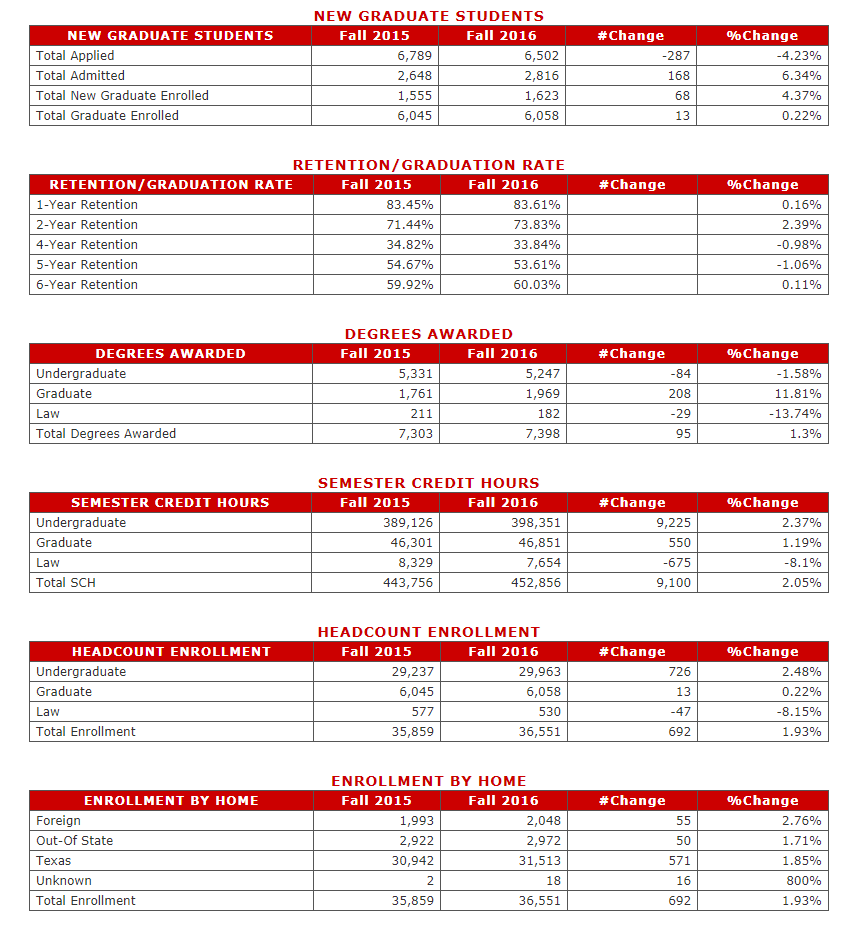 NEW GRADUATE STUDENTS
NEW GRADUATE STUDENTS Fall 2015 Fall 2016 #Change %Change
Total Applied 6,789 6,502 -287 -4.23%
Total Admitted 2,648 2,816 168 6.34%
Total New Graduate Enrolled 1,555 1,623 68 4.37%
Total Graduate Enrolled 6,045 6,058 13 0.22%
RETENTION/GRADUATION RATE
RETENTION/GRADUATION RATE Fall 2015 Fall 2016 #Change %Change
1-Year Retention 83.45% 83.61% 0.16%
2-Year Retention 71.44% 73.83% 2.39%
4-Year Retention 34.82% 33.84% -0.98%
5-Year Retention 54.67% 53.61% -1.06%
6-Year Retention 59.92% 60.03% 0.11%
DEGREES AWARDED
DEGREES AWARDED Fall 2015 Fall 2016 #Change %Change
Undergraduate 5,331 5,247 -84 -1.58%
Graduate 1,761 1,969 208 11.81%
Law 211 182 -29 -13.74%
Total Degrees Awarded 7,303 7,398 95 1.3%
SEMESTER CREDIT HOURS
SEMESTER CREDIT HOURS Fall 2015 Fall 2016 #Change %Change
Undergraduate 389,126 398,351 9,225 2.37%
Graduate 46,301 46,851 550 1.19%
Law 8,329 7,654 -675 -8.1%
Total SCH 443,756 452,856 9,100 2.05%
HEADCOUNT ENROLLMENT
HEADCOUNT ENROLLMENT Fall 2015 Fall 2016 #Change %Change
Undergraduate 29,237 29,963 726 2.48%
Graduate 6,045 6,058 13 0.22%
Law 577 530 -47 -8.15%
Total Enrollment 35,859 36,551 692 1.93%
ENROLLMENT BY HOME
ENROLLMENT BY HOME Fall 2015 Fall 2016 #Change %Change
Foreign 1,993 2,048 55 2.76%
Out-Of State 2,922 2,972 50 1.71%
Texas 30,942 31,513 571 1.85%
Unknown 2 18 16 800%
Total Enrollment 35,859 36,551 692 1.93%